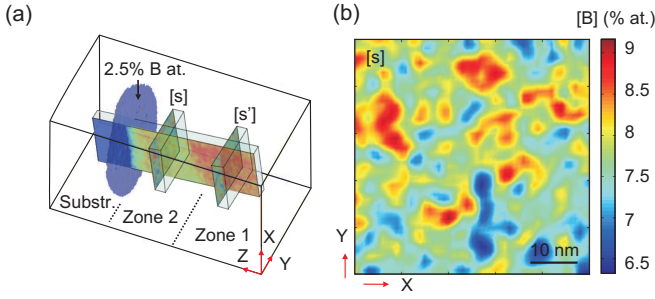 (a)
2.5% B at.
[s]
[s']
Substr.
Zone 2
Zone 1
X
Z
Y
(b)
[B] (% at.)
[s]
9
8.5
8
7.5
7
6.5
10 nm
Y
X